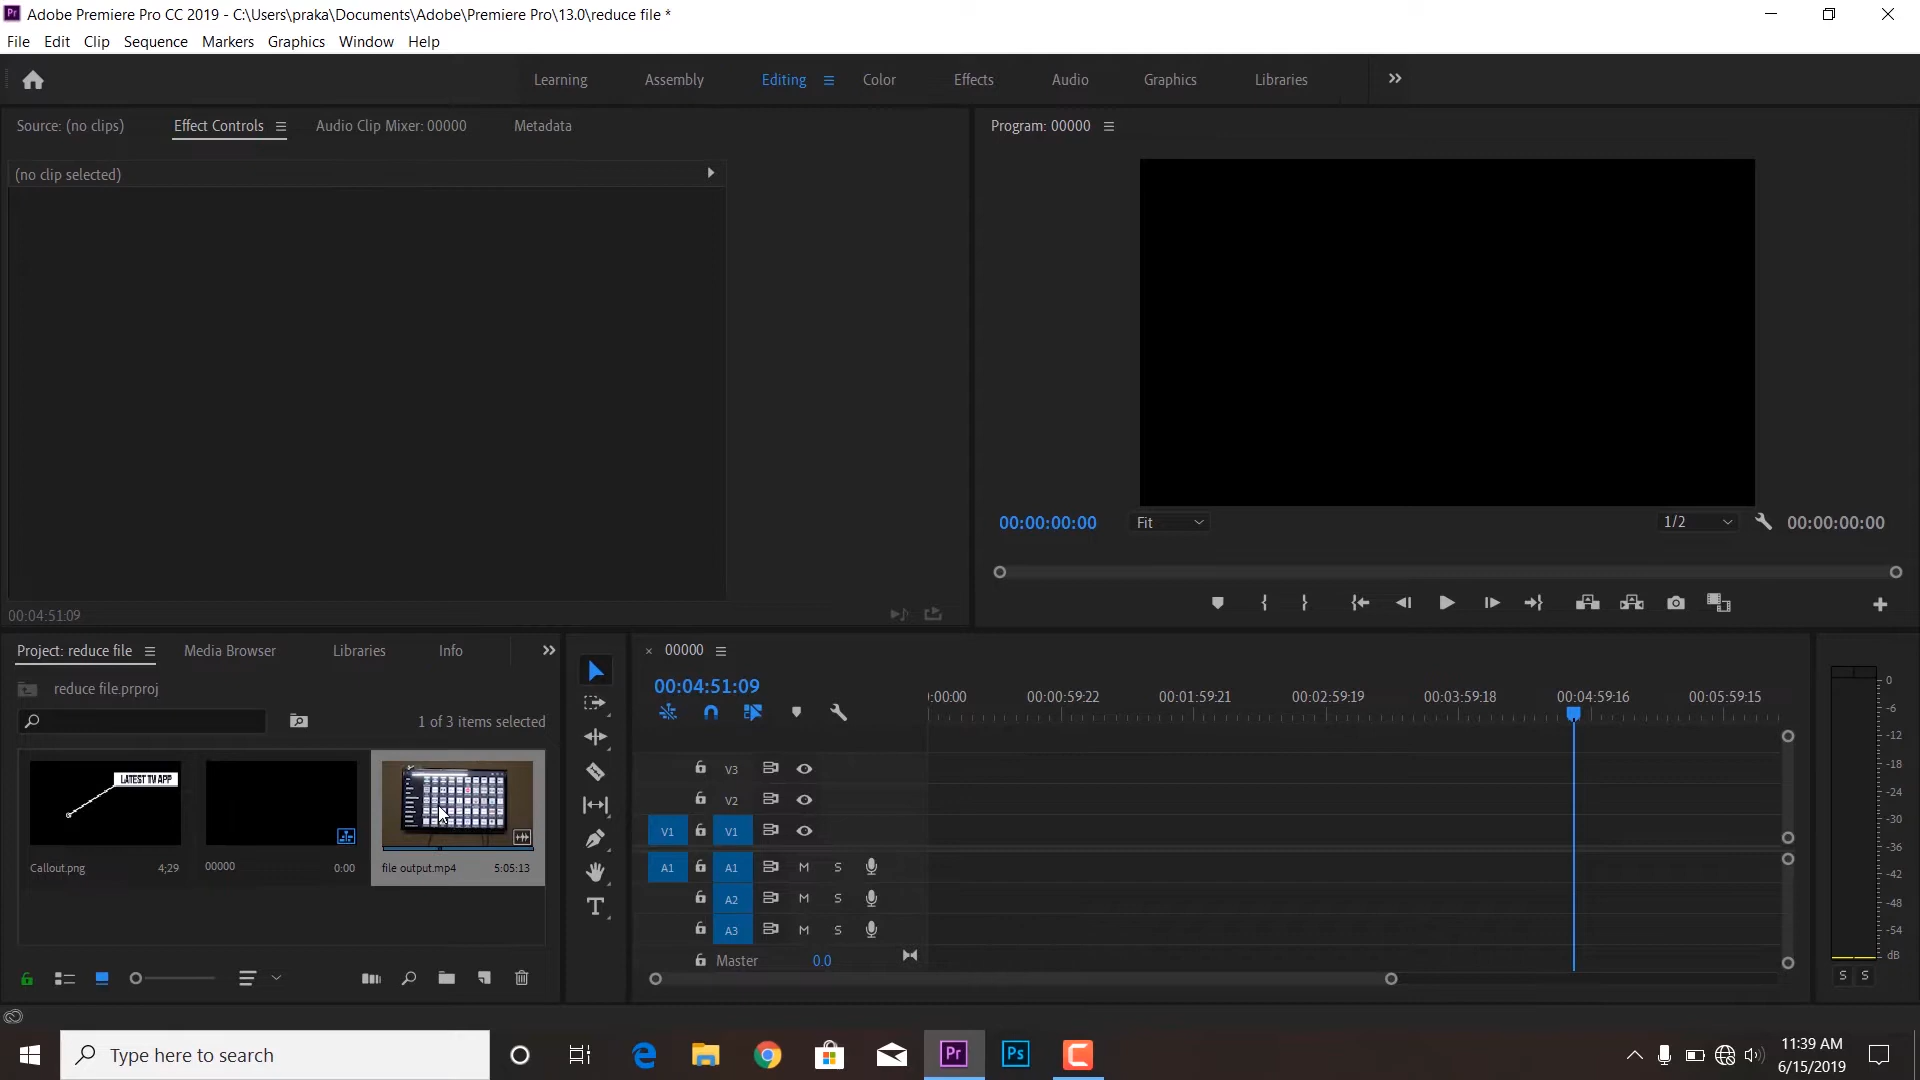 Adobe Premiere Pro CC 2019 - C:\Users\praka\Documents\Adobe\Premiere Pro\13.0\reduce file *
File Edit Clip Sequence Markers Graphics Window Help
Learning Assembly Editing Color Effects Audio Graphics Libraries
Source: (no clips) Effect Controls Audio Clip Mixer: 00000 Metadata
Program: 00000
(no clip selected)
00:00:00:00 Fit 1/2 00:00:00:00
00:04:51:09
Project: reduce file Media Browser Libraries Info
reduce file.prproj
1 of 3 items selected
LATEST TV APP
Callout.png 4;29
00000 0:00
file output.mp4 5:05:13
00000
00:04:51:09
:00:00 00:00:59:22 00:01:59:21 00:02:59:19 00:03:59:18 00:04:59:16 00:05:59:15
V3
V2
V1 V1
A1 A1 M S
A2 M S
A3 M S
Master 0.0
0
-6
-12
-18
-24
-30
-36
-42
-48
-54
dB
S S
Type here to search
Pr
Ps
11:39 AM
6/15/2019